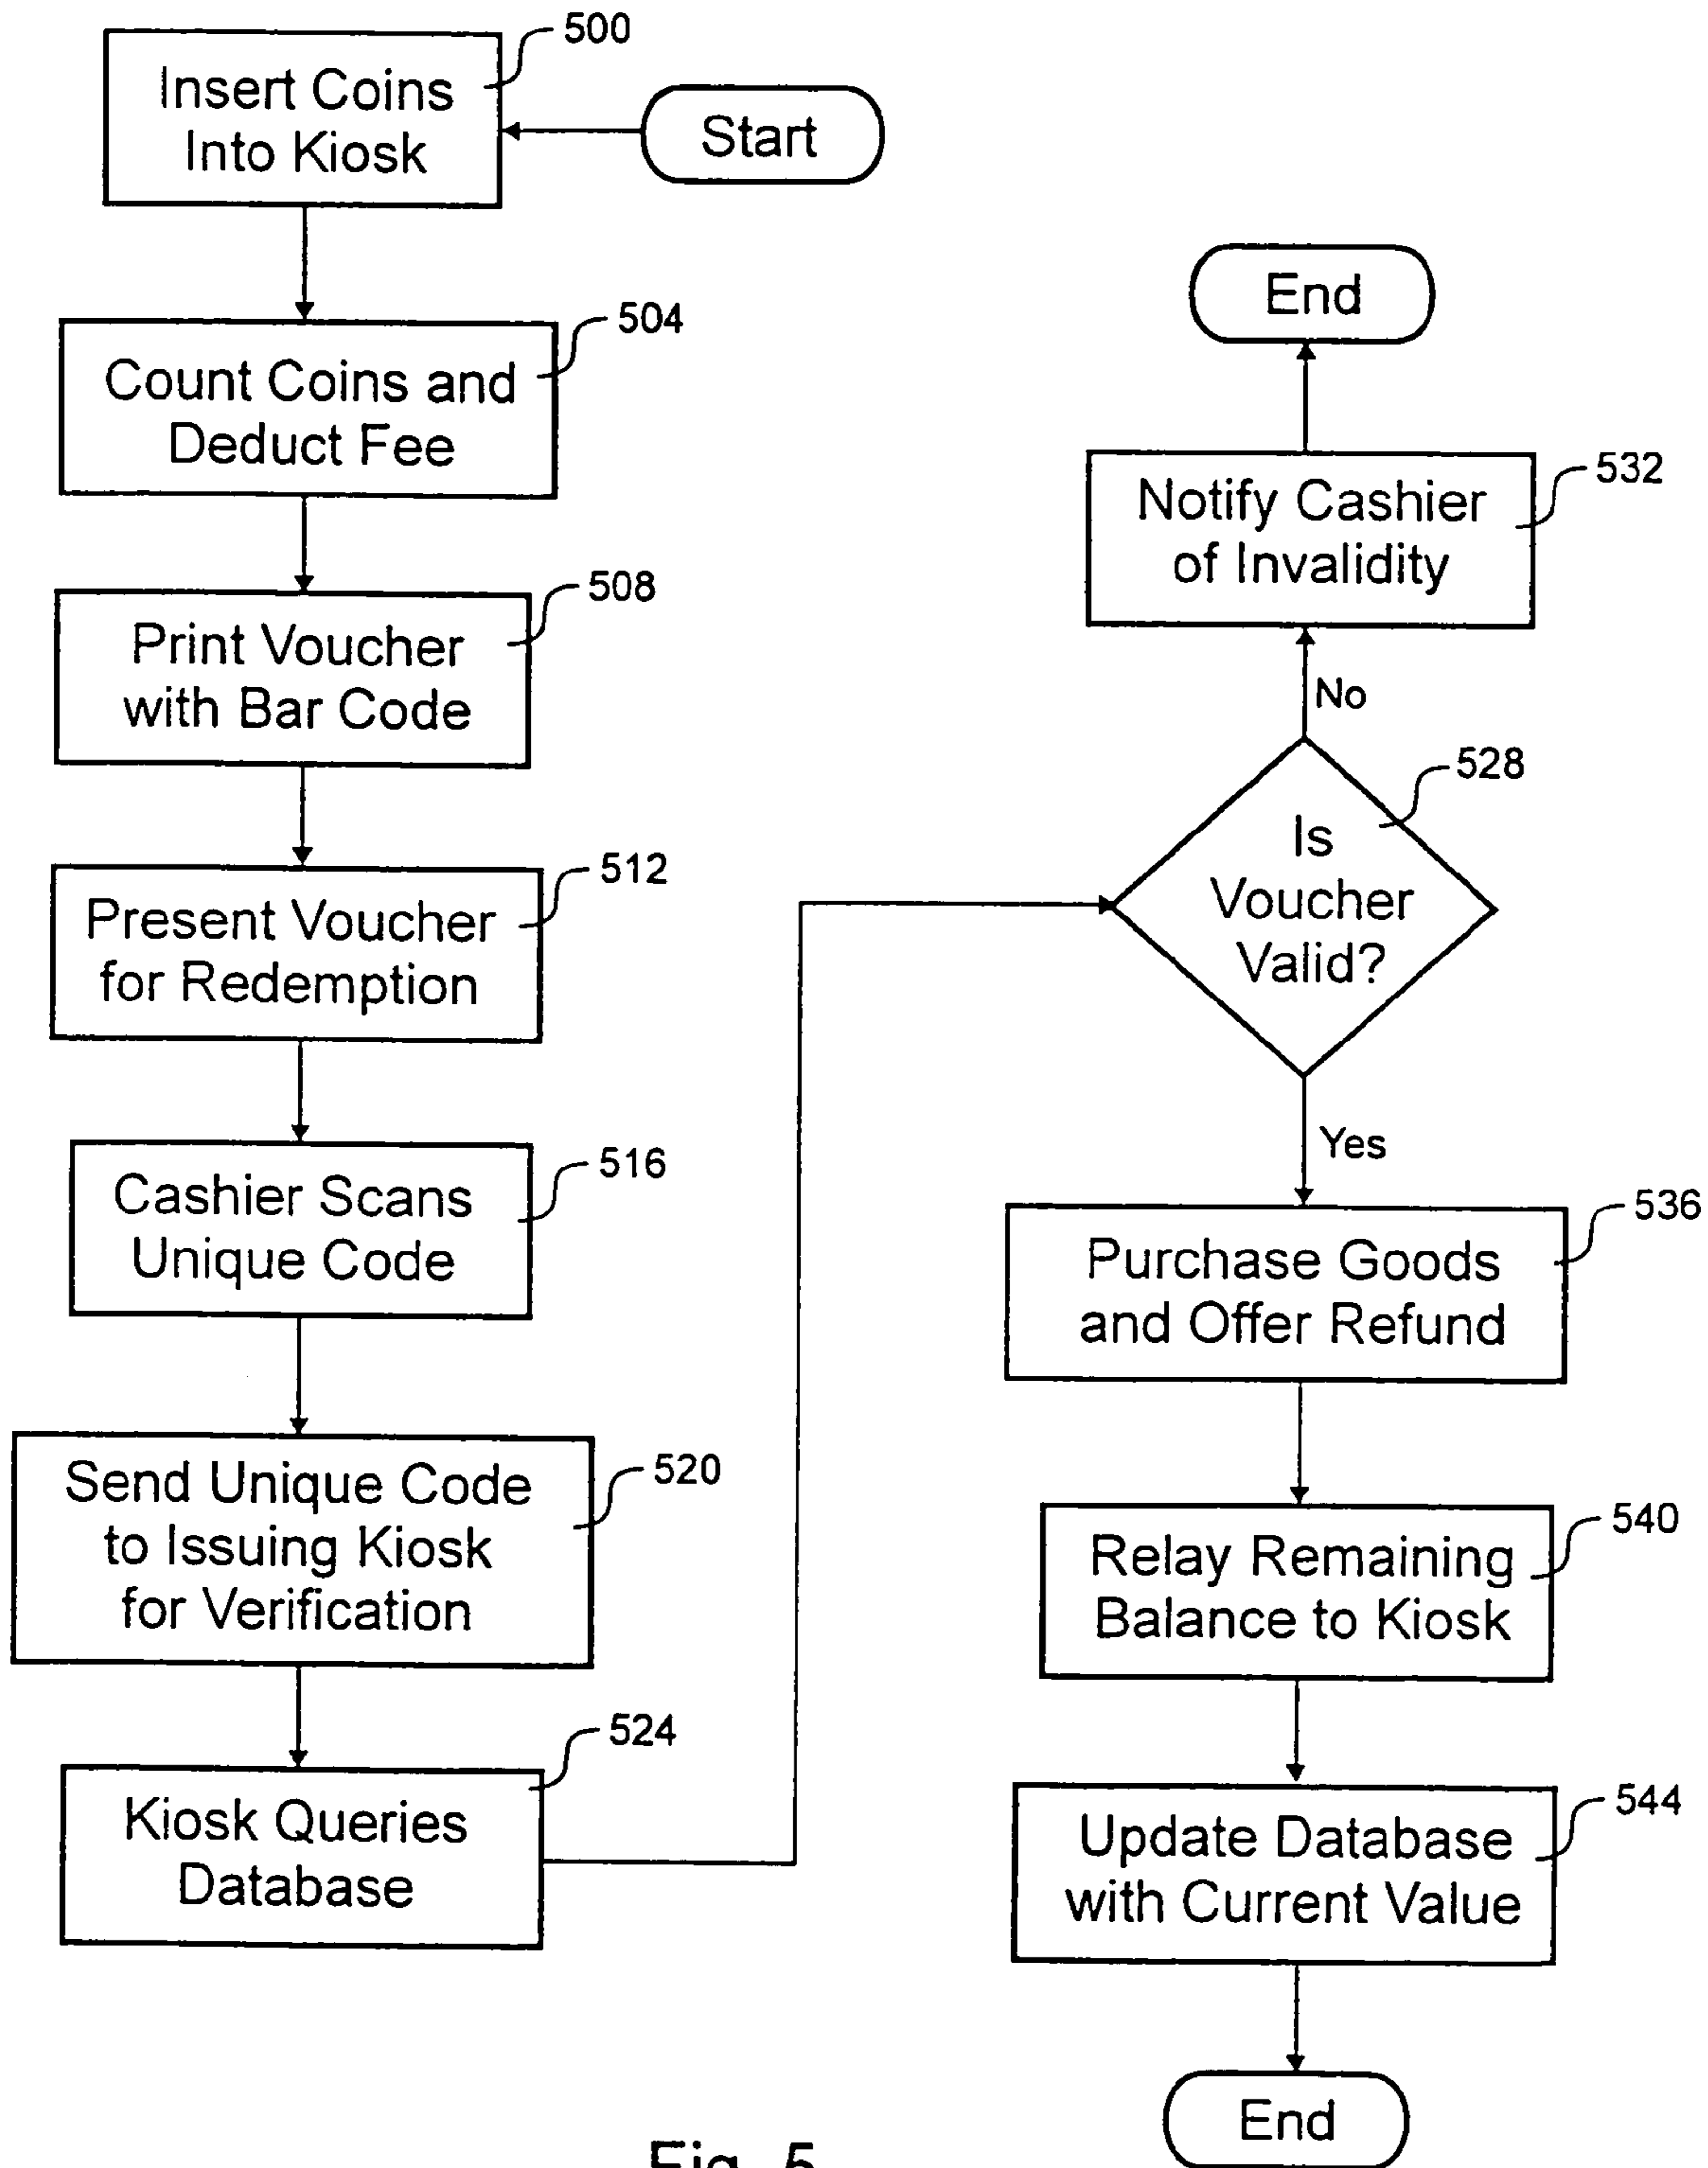 500
Insert Coins
Into Kiosk
Start
504
Count Coins and
Deduct Fee
508
Print Voucher
with Bar Code
512
Present Voucher
for Redemption
516
Cashier Scans
Unique Code
520
Send Unique Code
to Issuing Kiosk
for Verification
524
Kiosk Queries
Database
End
532
Notify Cashier
of Invalidity
No
528
Is
Voucher
Valid?
Yes
536
Purchase Goods
and Offer Refund
540
Relay Remaining
Balance to Kiosk
544
Update Database
with Current Value
End
Fig. 5